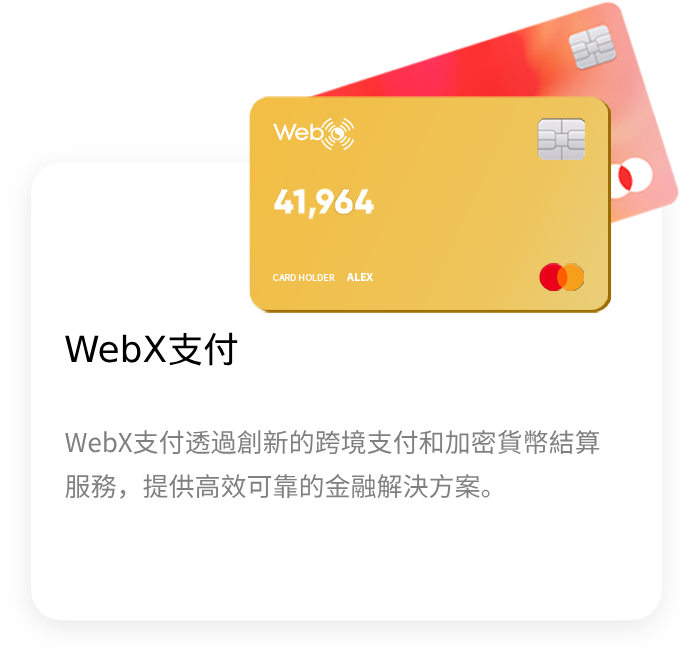 Web
41,964
CARD HOLDER ALEX
WebX支付
WebX支付透過創新的跨境支付和加密貨幣結算
服務，提供高效可靠的金融解決方案。